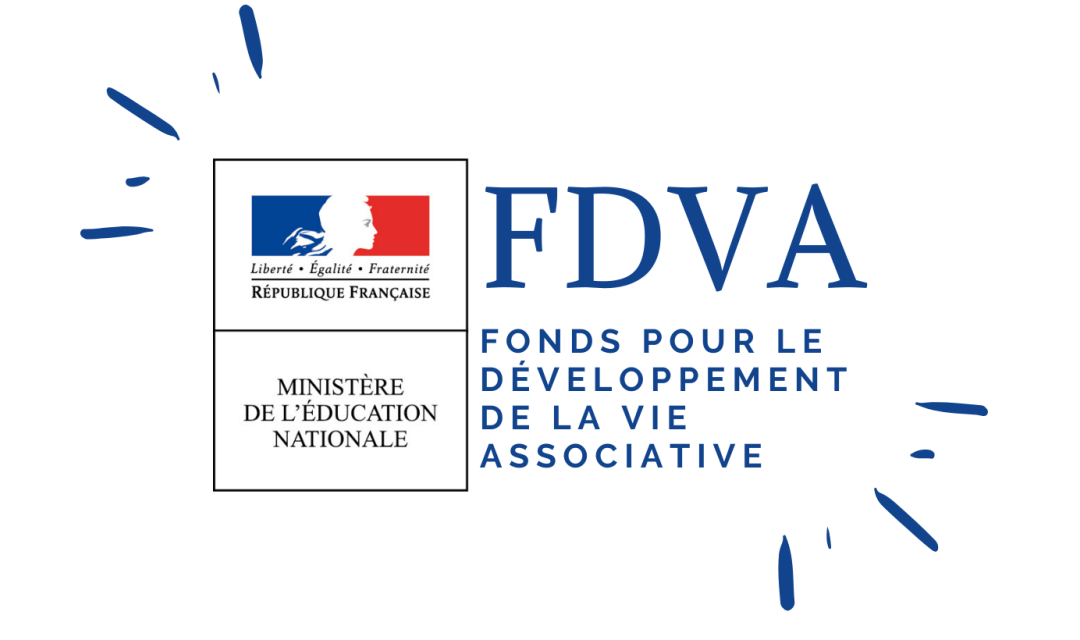 Liberté • Égalité • Fraternité
RÉPUBLIQUE FRANÇAISE
MINISTÈRE
DE L'ÉDUCATION
NATIONALE
FDVA
FONDS POUR LE
DÉVELOPPEMENT
DE LA VIE
ASSOCIATIVE